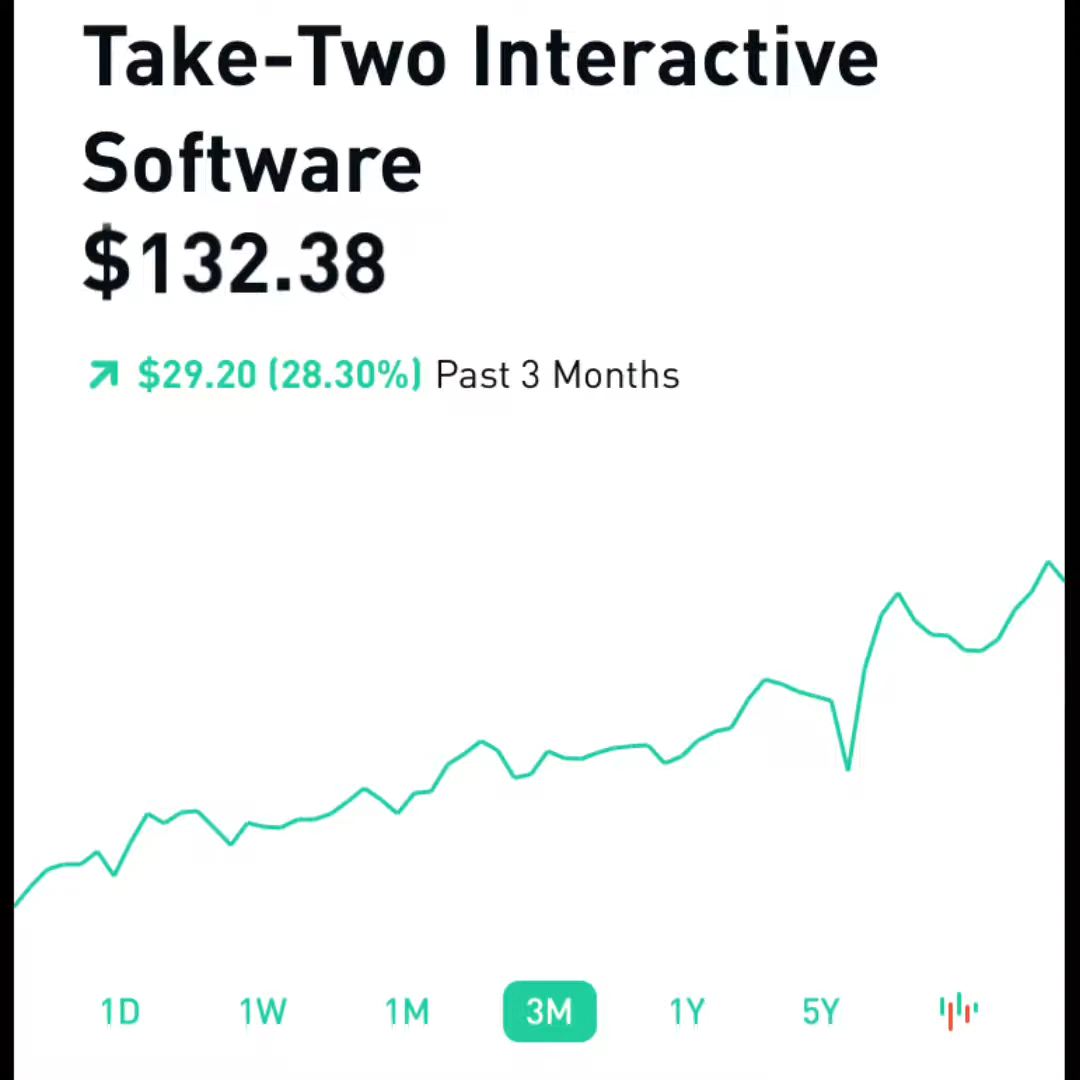 Take-Two Interactive
Software
$132.38
$29.20 (28.30%) Past 3 Months
1D 1W 1M 3M 1Y 5Y